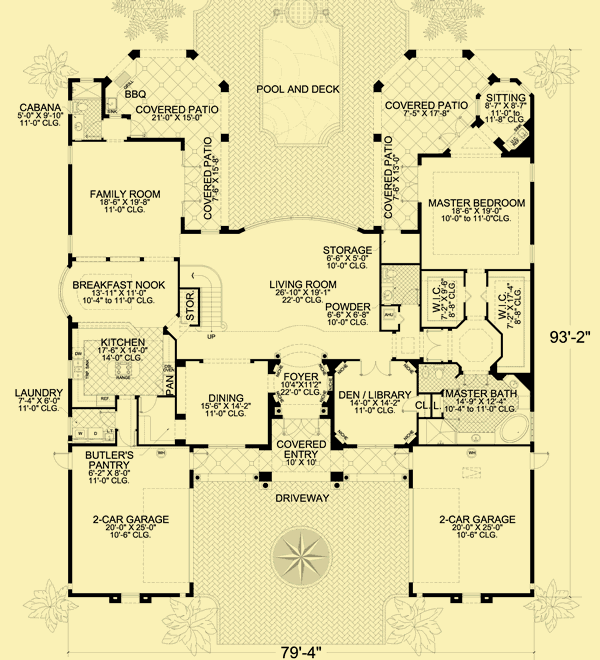 POOL AND DECK
CABANA
5'-0" X 9'-10"
11'-0" CLG.
GRILL
BBQ
COVERED PATIO
21'-0" X 15'-0"
COVERED PATIO
7'-5" X 17'-8"
SITTING
8'-7" X 8'-7"
11'-0" to
11'-8" CLG.
COVERED PATIO
7'-6" X 15'-8"
COVERED PATIO
7'-6" X 13'-0"
FAMILY ROOM
18'-6" X 19'-8"
11'-0" CLG.
MASTER BEDROOM
18'-6" X 19'-0"
10'-0" to 11'-0"CLG.
STORAGE
6'-6" X 5'-0"
10'-0" CLG.
BREAKFAST NOOK
13'-11" X 11'-0"
10'-4" to 11'-0" CLG.
STOR.
LIVING ROOM
26'-10" X 19'-1"
22'-0" CLG.
POWDER
6'-6" X 6'-8"
10'-0" CLG.
AHU
W.I.C.
7'-2" X 9'-6"
8'-8" CLG.
W.I.C.
7'-2" X 17'-4"
8'-8" CLG.
UP
93'-2"
KITCHEN
17'-6" X 14'-0"
14'-0" CLG.
DW
RANGE
REF
PAN
LAUNDRY
7'-4" X 6'-0"
11'-0" CLG.
W
D
DINING
15'-6" X 14'-2"
11'-0" CLG.
FOYER
10'4"X11'2"
22'-0" CLG.
NICHE
NICHE
NICHE
NICHE
DEN / LIBRARY
14'-0" X 14'-2"
11'-0" CLG.
CL.
L.
MASTER BATH
14'-9" X 12'-4"
10'-4" to 11'-0" CLG.
COVERED
ENTRY
10' X 10'
BUTLER'S
PANTRY
6'-2" X 8'-0"
11'-0" CLG.
WH
WH
DRIVEWAY
2-CAR GARAGE
20'-0" X 25'-0"
10'-6" CLG.
2-CAR GARAGE
20'-0" X 25'-0"
10'-6" CLG.
79'-4"